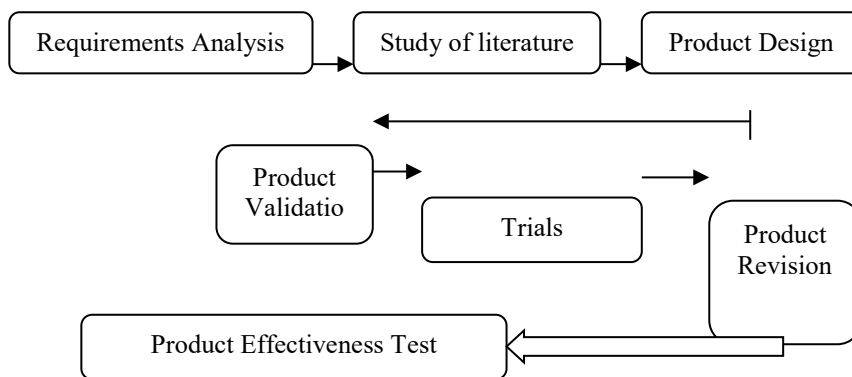 Requirements Analysis
Study of literature
Product Design
Product
Validatio
Trials
Product
Revision
Product Effectiveness Test